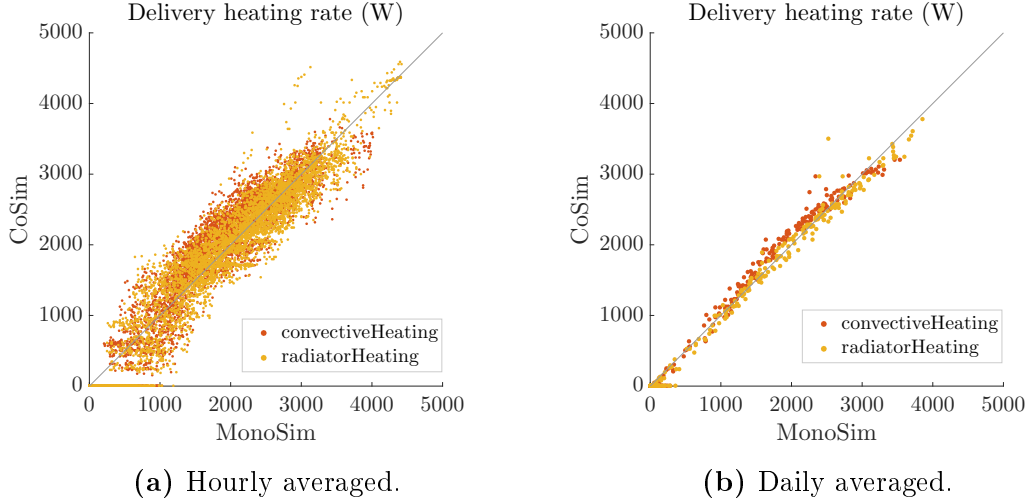 Delivery heating rate (W)
5000
4000
3000
2000
1000
0
CoSim
0 1000 2000 3000 4000 5000
MonoSim
convectiveHeating
radiatorHeating
(a) Hourly averaged.
Delivery heating rate (W)
5000
4000
3000
2000
1000
0
CoSim
0 1000 2000 3000 4000 5000
MonoSim
convectiveHeating
radiatorHeating
(b) Daily averaged.